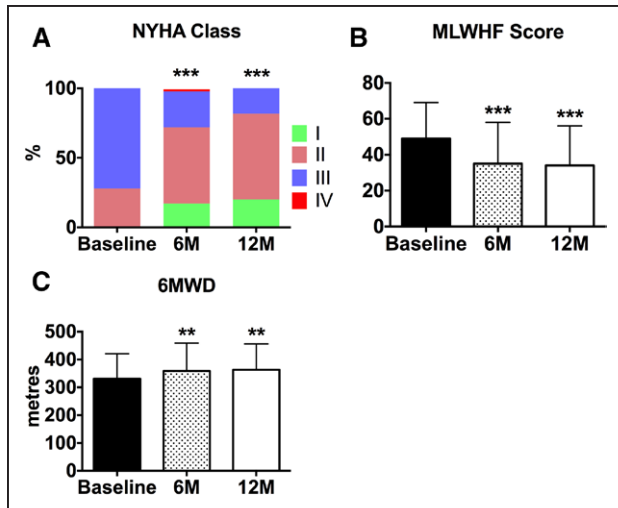 A
NYHA Class
*** ***
100
50
0
%
Baseline 6M 12M
I
II
III
IV
B
MLWHF Score
*** ***
80
60
40
20
0
Baseline 6M 12M
C
6MWD
** **
500
400
300
200
100
0
metres
Baseline 6M 12M